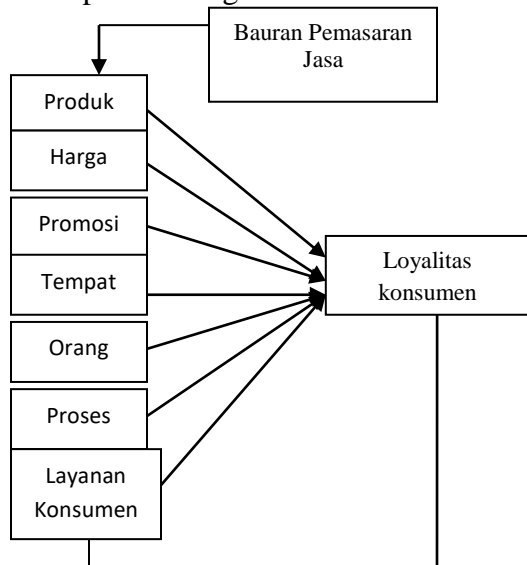 Bauran Pemasaran
Jasa
Produk
Harga
Promosi
Tempat
Orang
Proses
Layanan
Konsumen
Loyalitas
konsumen